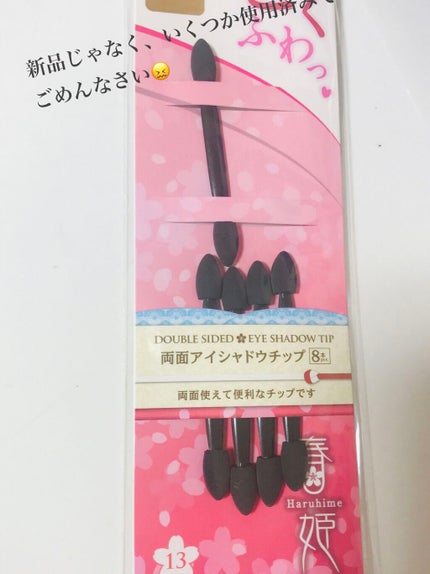 新品じゃなく、いくつか使用済みで
ごめんなさい😖
くふわっ♥
DOUBLE SIDED EYE SHADOW TIP
両面アイシャドウチップ 8本
両面使えて便利なチップです
春姫
Haruhime
13